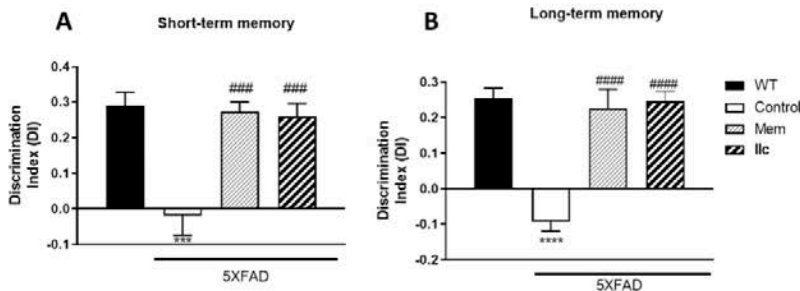 A
Short-term memory
Discrimination
Index (DI)
0.4
0.3
0.2
0.1
0.0
-0.1
###
###
***
5XFAD
B
Long-term memory
Discrimination
Index (DI)
0.3
0.2
0.1
0.0
-0.1
-0.2
####
####
****
5XFAD
WT
Control
Mem
IIc